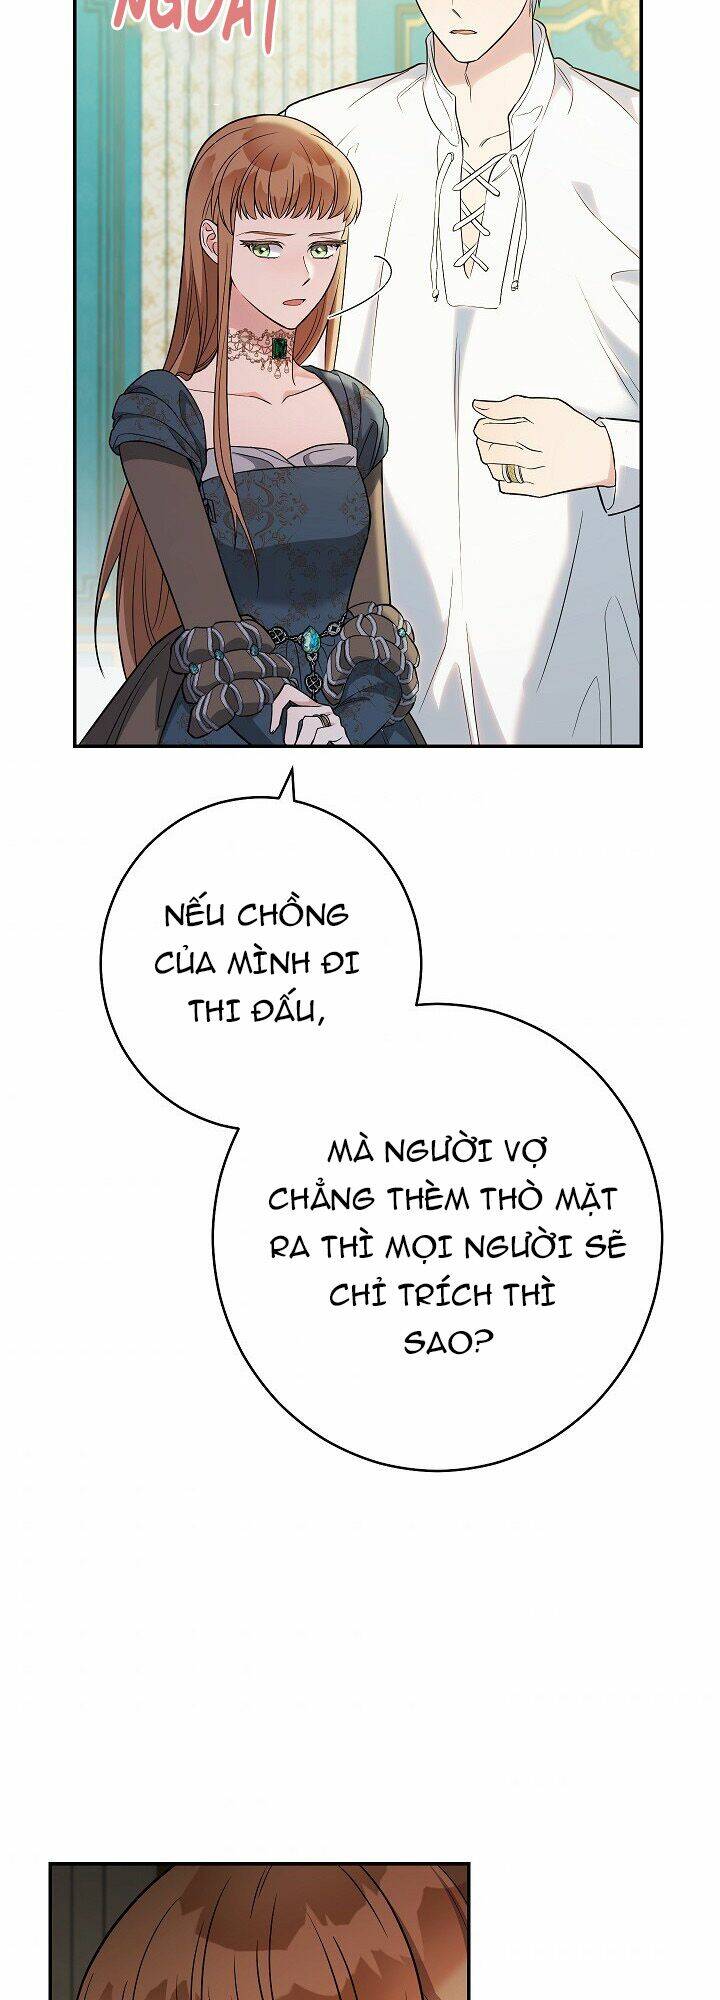 NGOẠT
NẾU CHỒNG
CỦA MÌNH ĐI
THI ĐẤU,
MÀ NGƯỜI VỢ
CHẲNG THÈM THÒ MẶT
RA THÌ MỌI NGƯỜI SẼ
CHỈ TRÍCH THÌ
SAO?